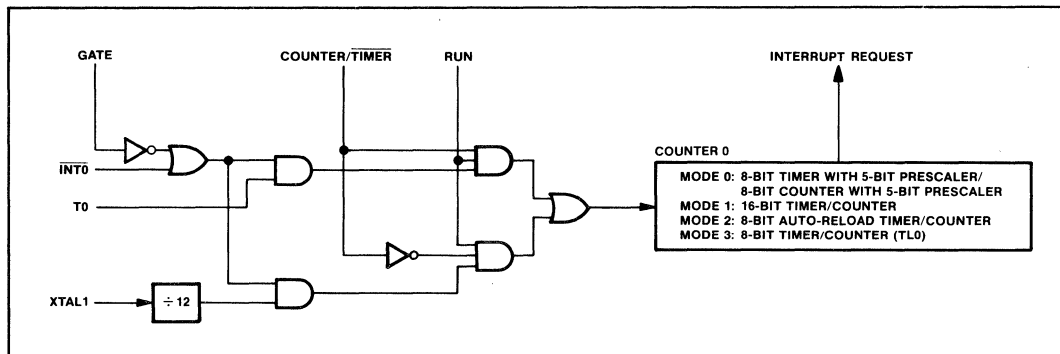 GATE
COUNTER/TIMER
RUN
INTERRUPT REQUEST
INT0
T0
XTAL1
÷ 12
COUNTER 0
MODE 0: 8-BIT TIMER WITH 5-BIT PRESCALER/
8-BIT COUNTER WITH 5-BIT PRESCALER
MODE 1: 16-BIT TIMER/COUNTER
MODE 2: 8-BIT AUTO-RELOAD TIMER/COUNTER
MODE 3: 8-BIT TIMER/COUNTER (TL0)